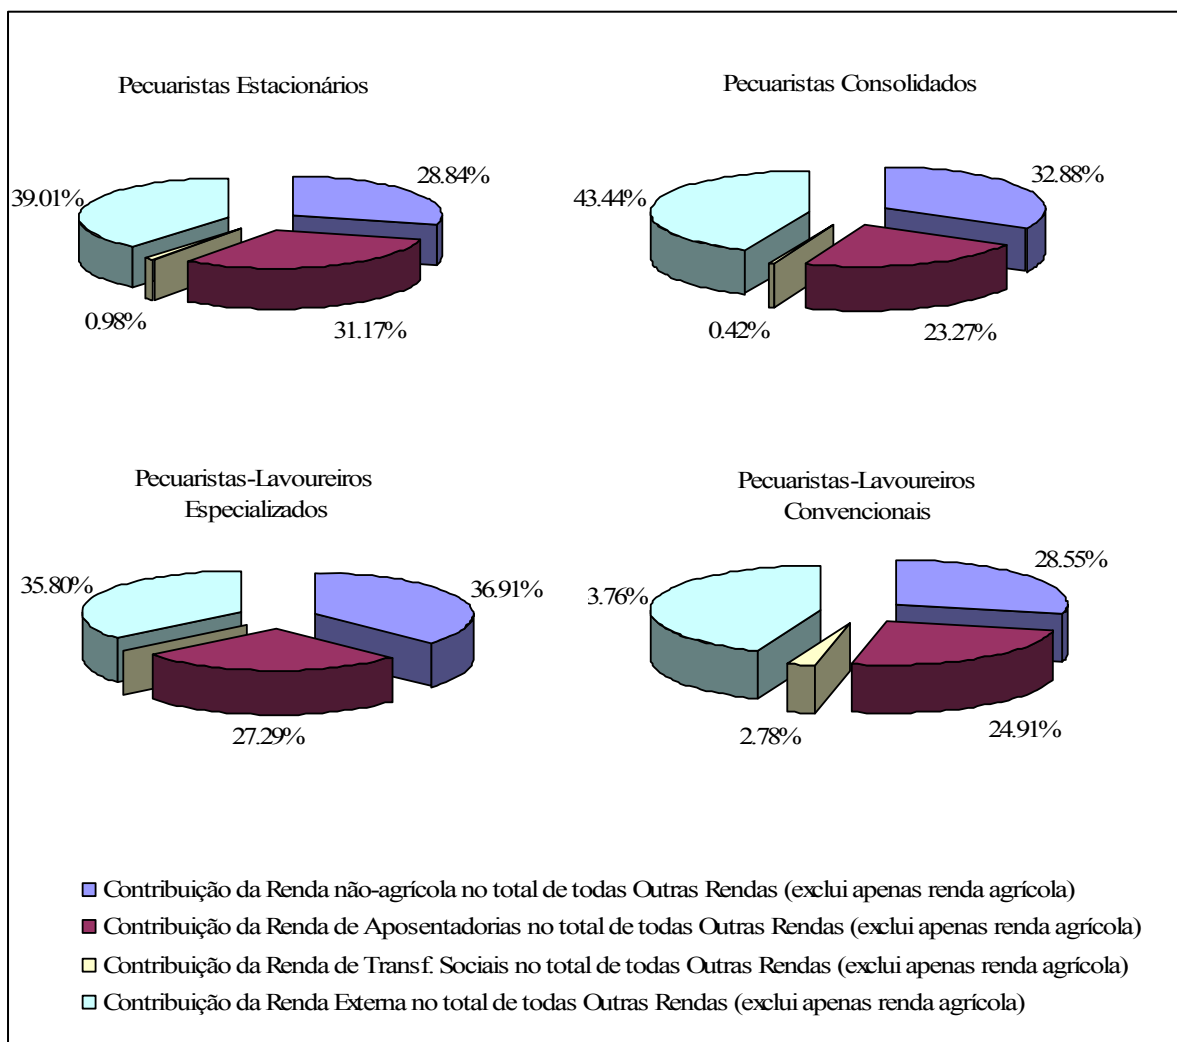 Pecuaristas Estacionários
39.01%
28.84%
0.98%
31.17%
Pecuaristas Consolidados
43.44%
32.88%
0.42%
23.27%
Pecuaristas-Lavoureiros
Especializados
35.80%
36.91%
27.29%
Pecuaristas-Lavoureiros
Convencionais
3.76%
28.55%
2.78%
24.91%
Contribuição da Renda não-agrícola no total de todas Outras Rendas (exclui apenas renda agrícola)
Contribuição da Renda de Aposentadorias no total de todas Outras Rendas (exclui apenas renda agrícola)
Contribuição da Renda de Transf. Sociais no total de todas Outras Rendas (exclui apenas renda agrícola)
Contribuição da Renda Externa no total de todas Outras Rendas (exclui apenas renda agrícola)